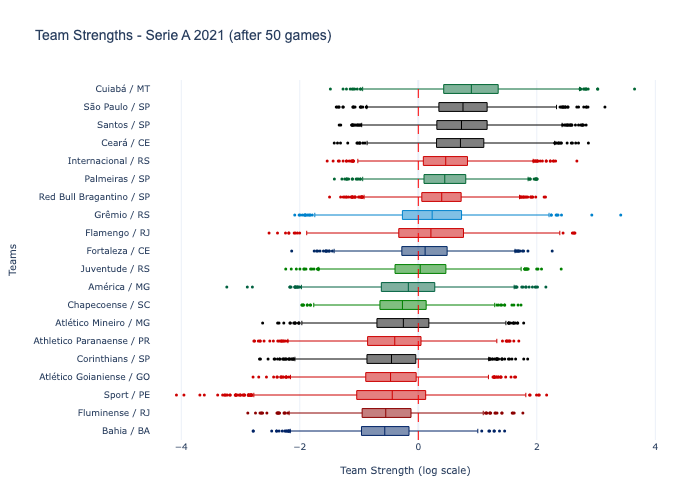 Team Strengths - Serie A 2021 (after 50 games)
Cuiabá / MT
São Paulo / SP
Santos / SP
Ceará / CE
Internacional / RS
Palmeiras / SP
Red Bull Bragantino / SP
Grêmio / RS
Flamengo / RJ
Fortaleza / CE
Juventude / RS
América / MG
Chapecoense / SC
Atlético Mineiro / MG
Athletico Paranaense / PR
Corinthians / SP
Atlético Goianiense / GO
Sport / PE
Fluminense / RJ
Bahia / BA
Teams
−4 −2 0 2 4
Team Strength (log scale)